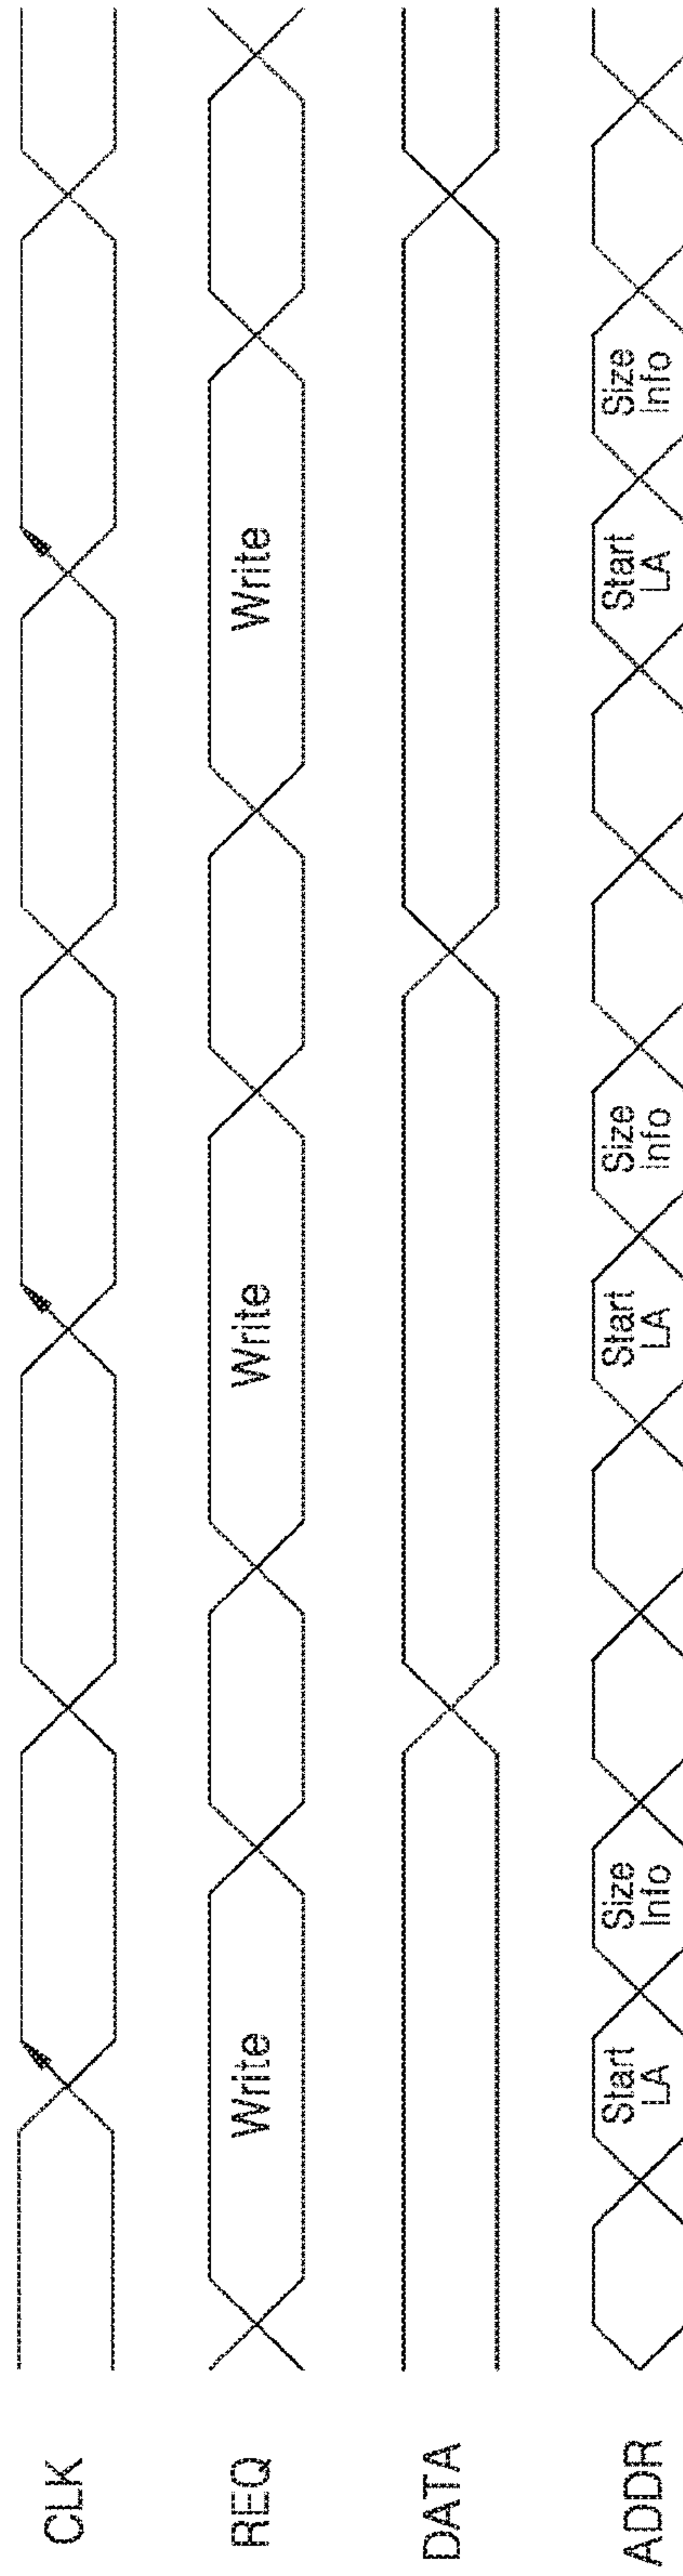 CLK
REQ
Write
Write
Write
DATA
ADDR
Start
LA
Size
Info
Start
LA
Size
Info
Start
LA
Size
Info